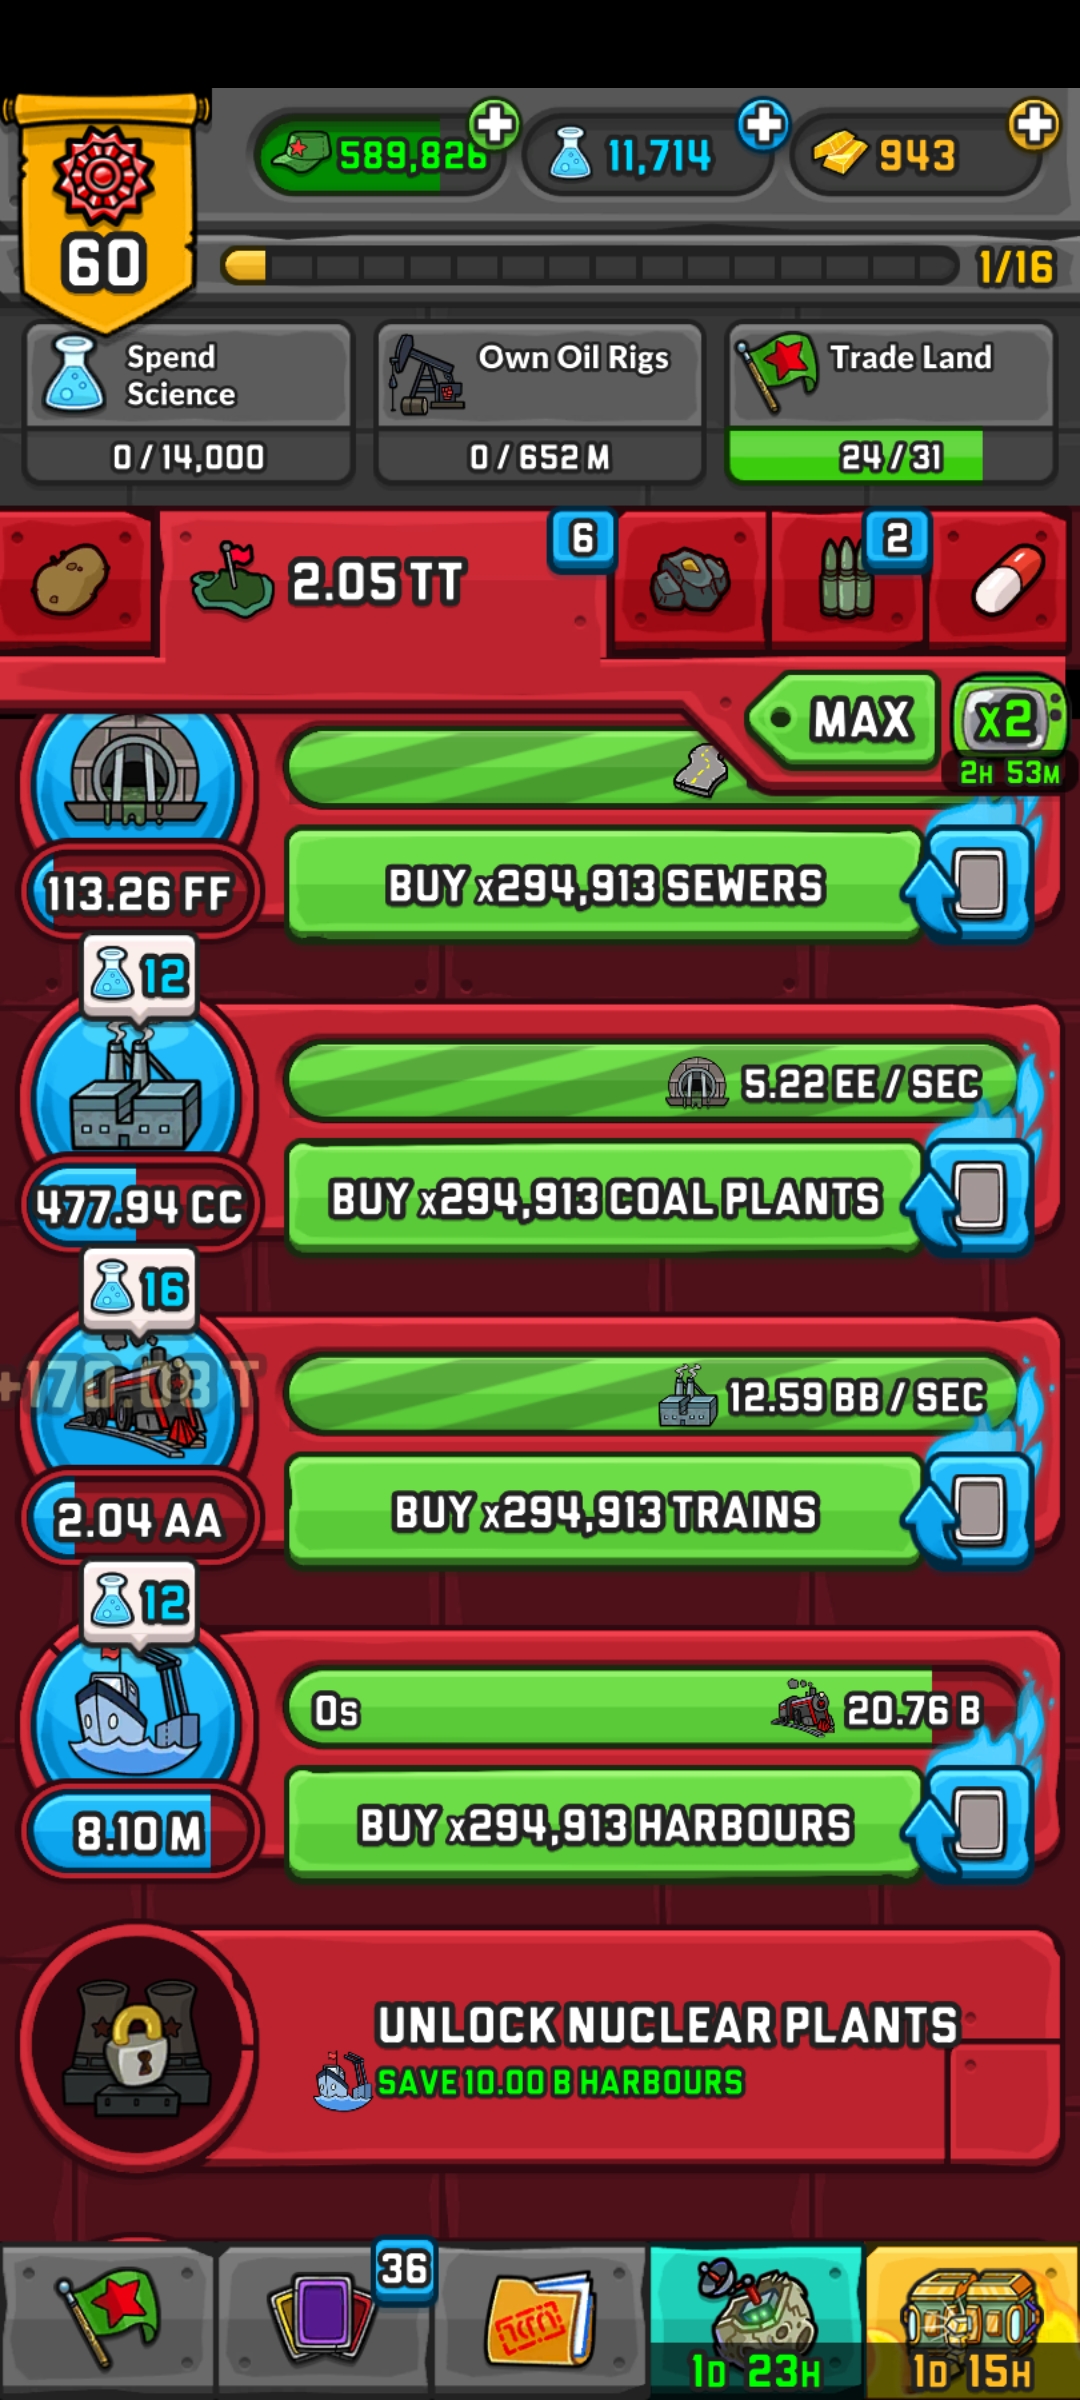 589,826
11,714
943
60
1/16
Spend
Science
0/14,000
Own Oil Rigs
0/652 M
Trade Land
24/31
2.05 TT
6
2
MAX
x2
2H 53M
113.26 FF
BUY x294,913 SEWERS
12
477.94 CC
5.22 EE / SEC
BUY x294,913 COAL PLANTS
16
2.04 AA
12.59 BB / SEC
BUY x294,913 TRAINS
12
8.10 M
0s
20.76 B
BUY x294,913 HARBOURS
UNLOCK NUCLEAR PLANTS
SAVE 10.00 B HARBOURS
36
1D 23H
1D 15H